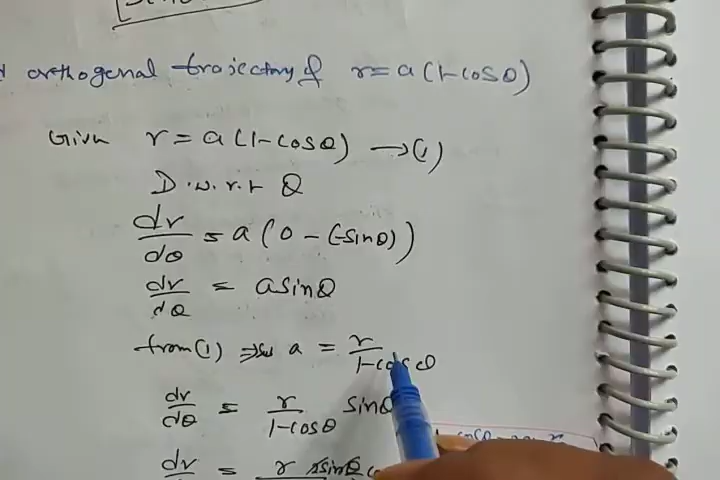 orthogonal trajectory of r = a(1-cosθ)
Given r = a(1-cosθ) →(1)
D.w.r.t θ
dr/dθ = a(0-(-sinθ))
dr/dθ = asinθ
from(1) ⇒ a = r/1-cosθ
dr/dθ = r/1-cosθ sinθ
dr/dθ = r